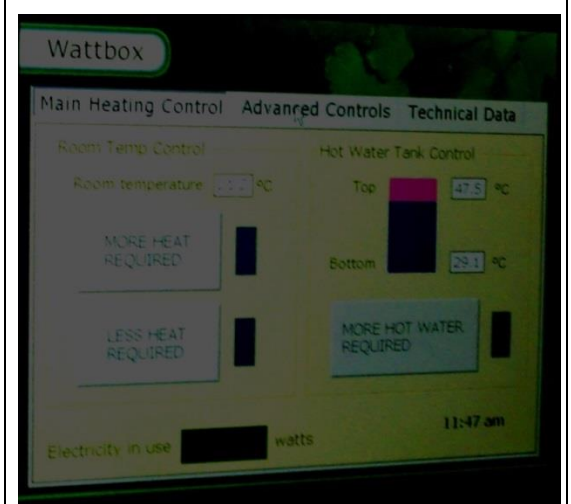 Wattbox
Main Heating Control Advanced Controls Technical Data
Room Temp Control
Room temperature °C
MORE HEAT
REQUIRED
LESS HEAT
REQUIRED
Hot Water Tank Control
Top 47.5 °C
Bottom 29.1 °C
MORE HOT WATER
REQUIRED
Electricity in use watts
11:47 am